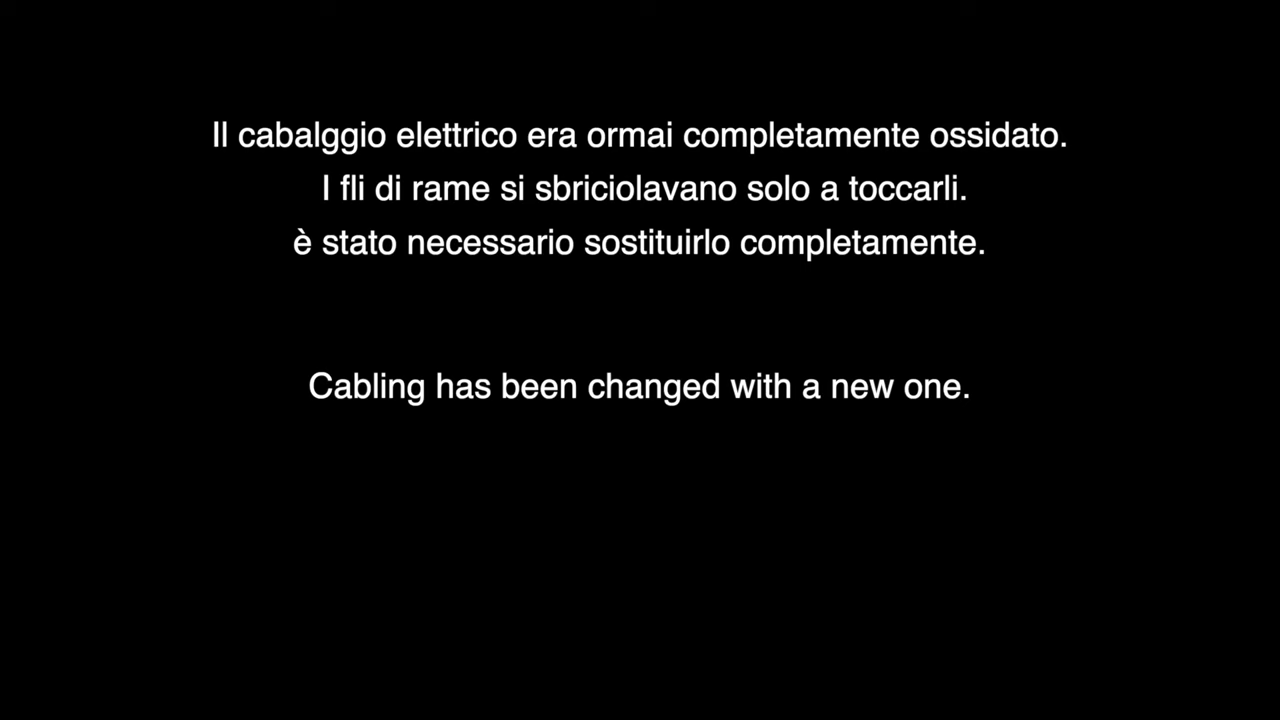 Il cabalggio elettrico era ormai completamente ossidato.
I fli di rame si sbriciolavano solo a toccarli.
è stato necessario sostituirlo completamente.
Cabling has been changed with a new one.